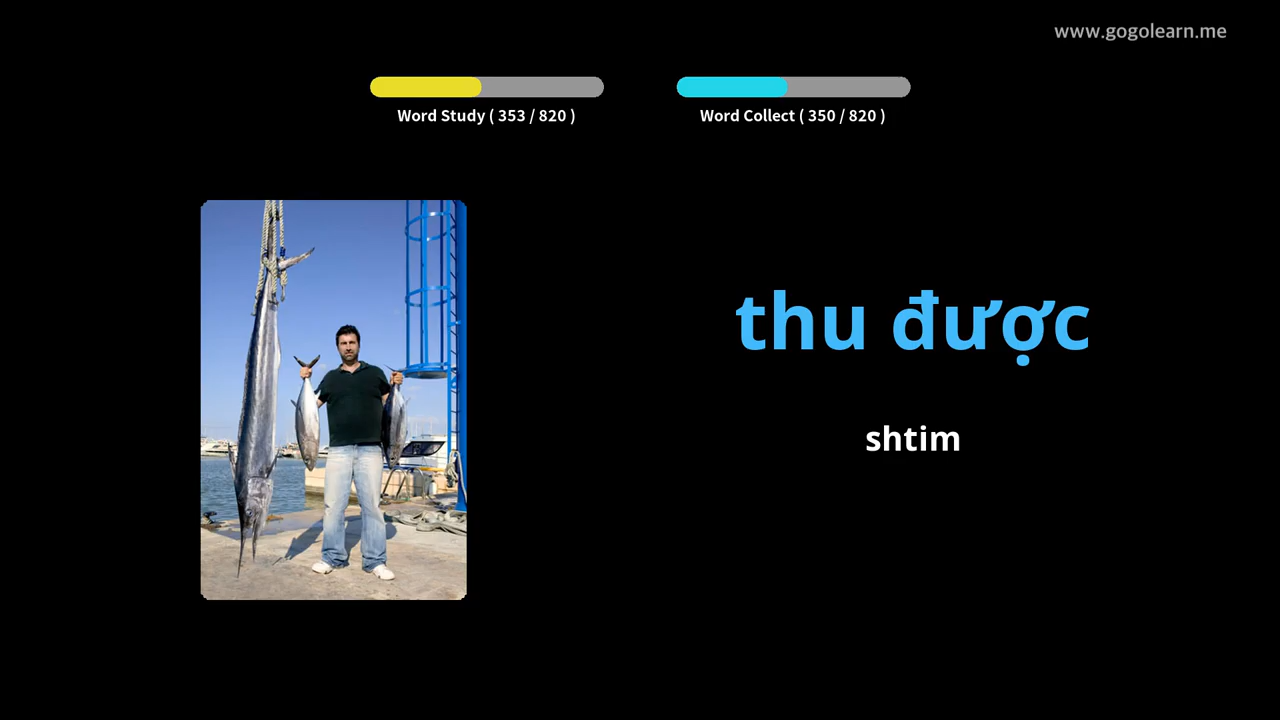 www.gogolearn.me
Word Study ( 353 / 820 )
Word Collect ( 350 / 820 )
thu được
shtim